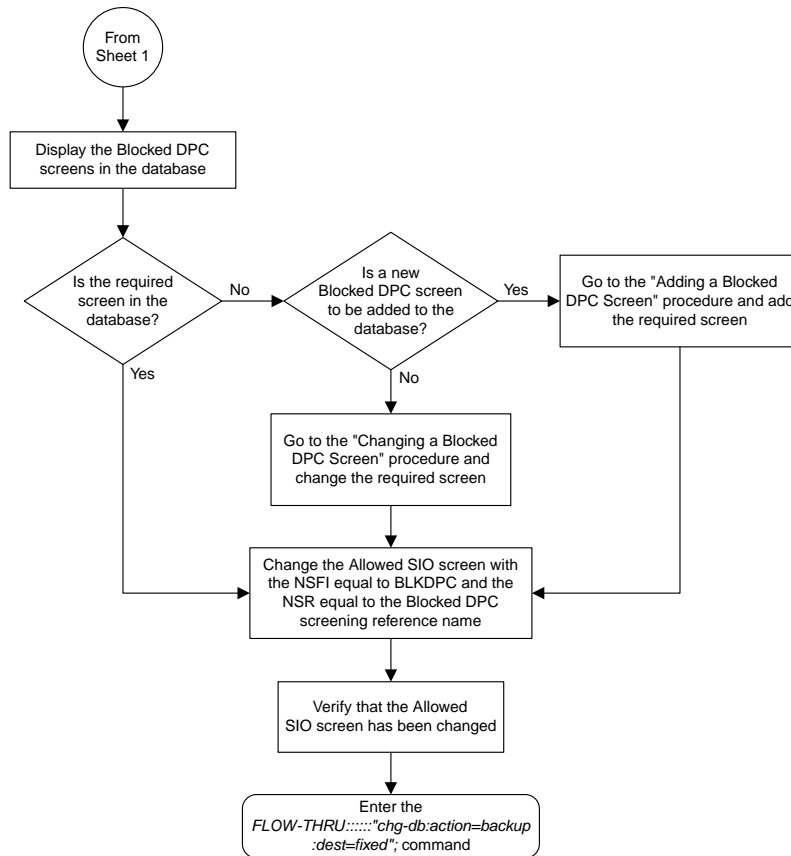 From
Sheet 1
Display the Blocked DPC
screens in the database
Is the required
screen in the
database?
No
Yes
Is a new
Blocked DPC screen
to be added to the
database?
Yes
No
Go to the "Adding a Blocked
DPC Screen" procedure and add
the required screen
Go to the "Changing a Blocked
DPC Screen" procedure and
change the required screen
Change the Allowed SIO screen with
the NSFI equal to BLKDPC and the
NSR equal to the Blocked DPC
screening reference name
Verify that the Allowed
SIO screen has been changed
Enter the
FLOW-THRU::::::"chg-db:action=backup
:dest=fixed"; command